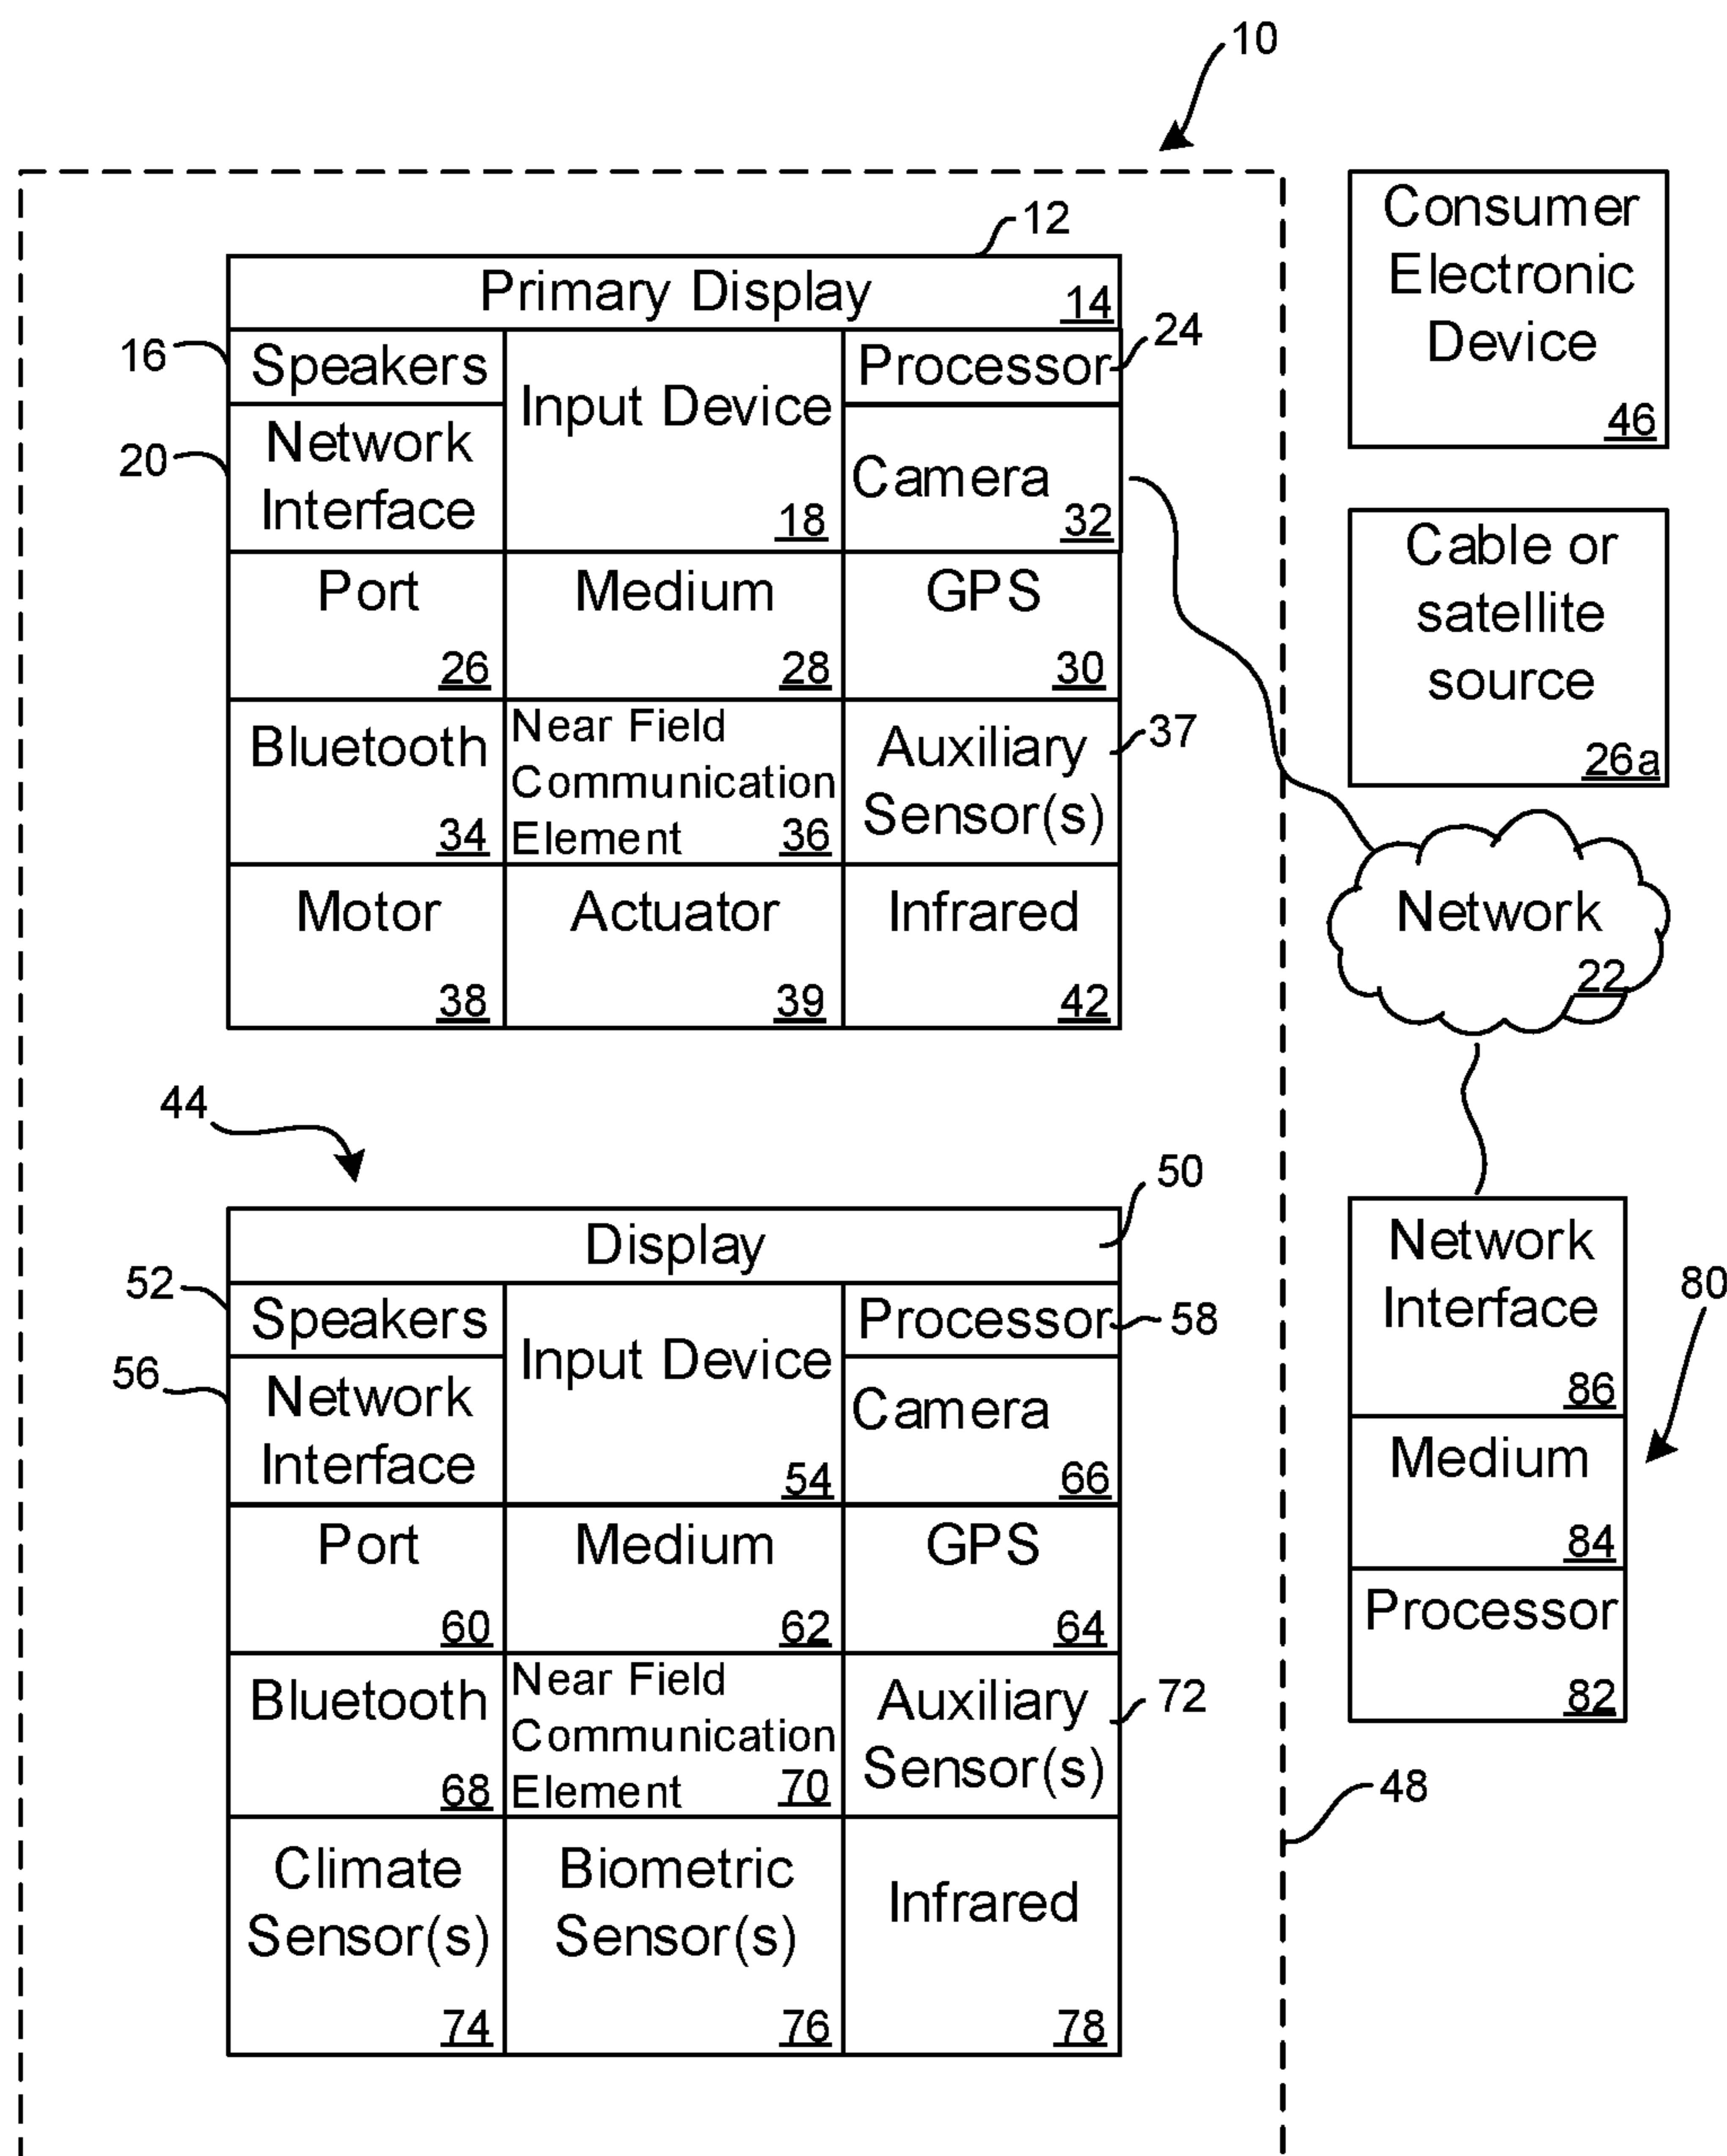 10
12
Primary Display 14
16 Speakers
Input Device 18
Processor 24
20 Network
Interface
Camera 32
Port 26
Medium 28
GPS 30
Bluetooth 34
Near Field
Communication
Element 36
Auxiliary
Sensor(s)
37
Motor 38
Actuator 39
Infrared 42
Consumer
Electronic
Device
46
Cable or
satellite
source
26a
Network
22
44
50
Display
52 Speakers
Input Device 54
Processor 58
56 Network
Interface
Camera 66
Port 60
Medium 62
GPS 64
Bluetooth 68
Near Field
Communication
Element 70
Auxiliary
Sensor(s)
72
Climate
Sensor(s)
74
Biometric
Sensor(s)
76
Infrared
78
Network
Interface
86
80
Medium
84
Processor
82
48